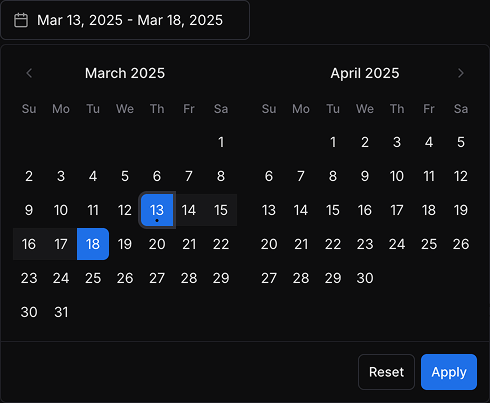 Mar 13, 2025 - Mar 18, 2025
March 2025 April 2025
Su Mo Tu We Th Fr Sa Su Mo Tu We Th Fr Sa
1 1 2 3 4 5
2 3 4 5 6 7 8 6 7 8 9 10 11 12
9 10 11 12 13 14 15 13 14 15 16 17 18 19
16 17 18 19 20 21 22 20 21 22 23 24 25 26
23 24 25 26 27 28 29 27 28 29 30
30 31
Reset Apply